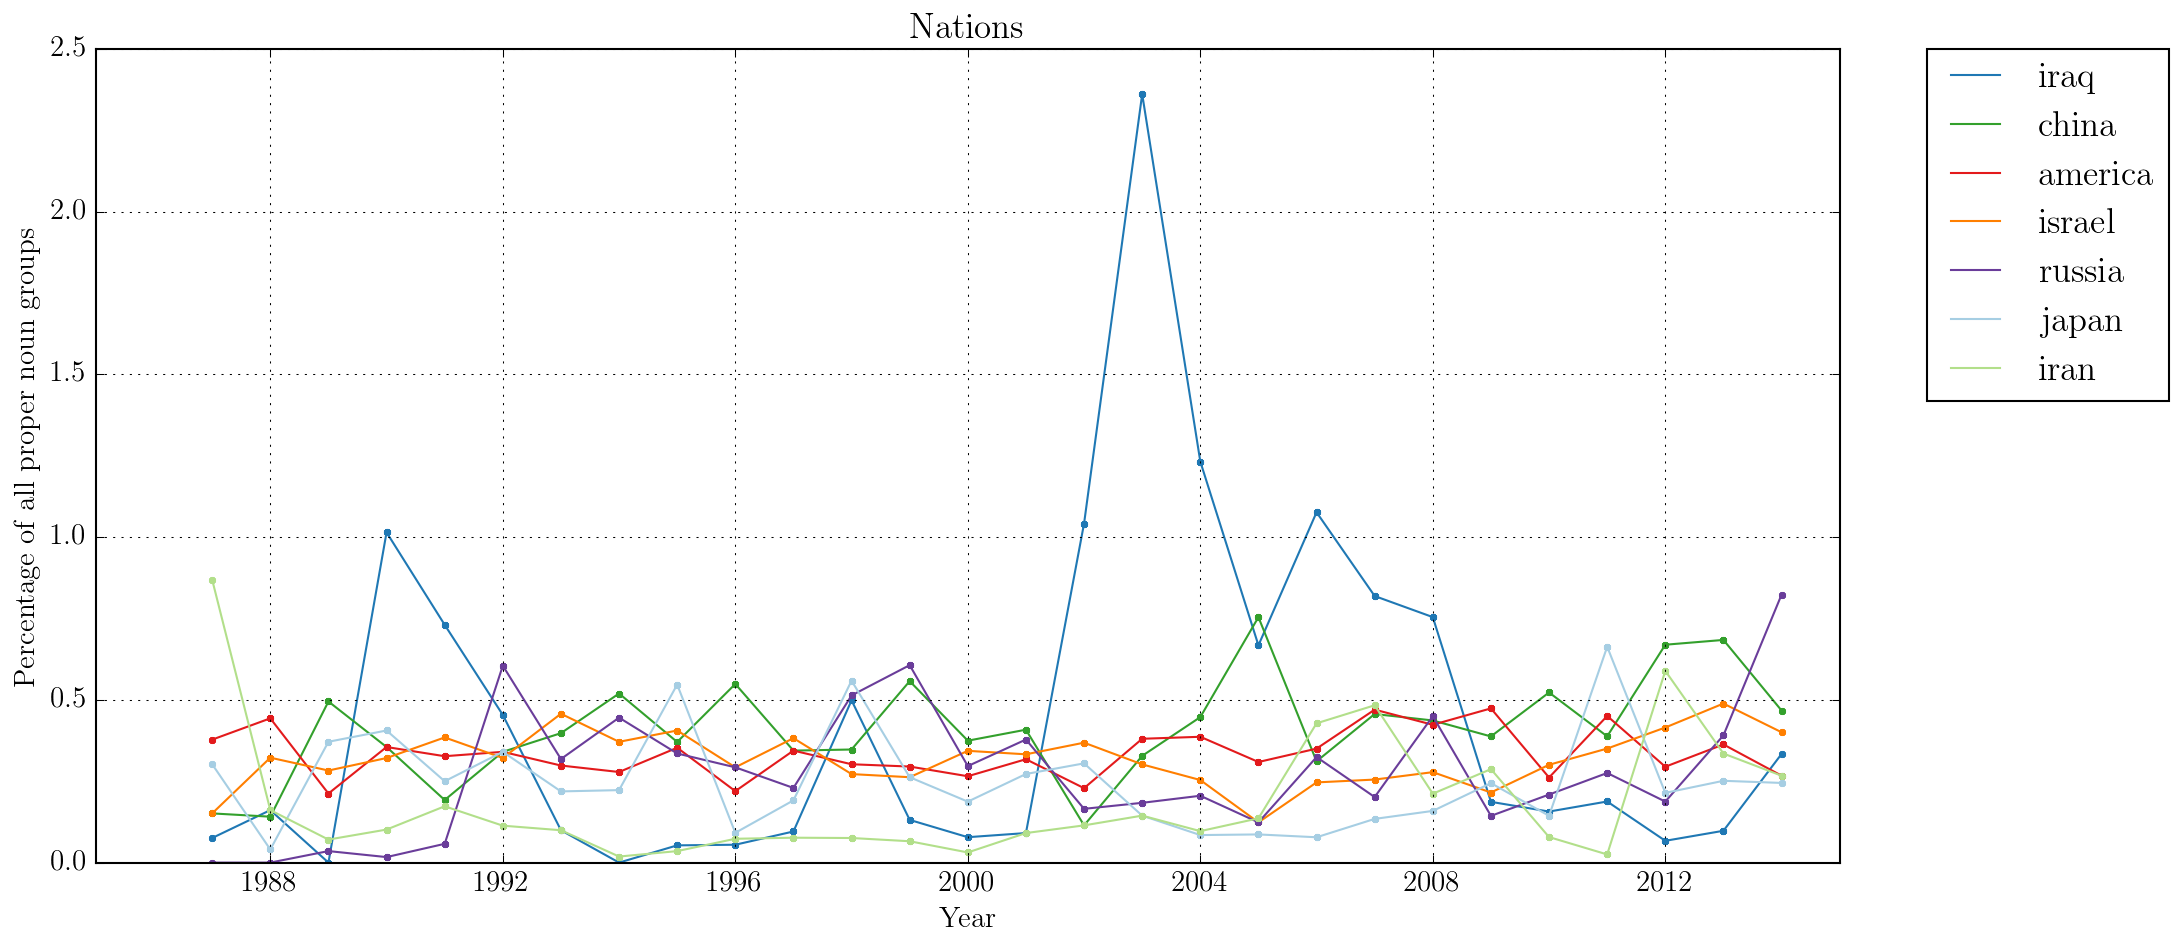 Nations
2.5
2.0
1.5
1.0
0.5
0.0
Percentage of all proper noun groups
1988 1992 1996 2000 2004 2008 2012
Year
iraq
china
america
israel
russia
japan
iran